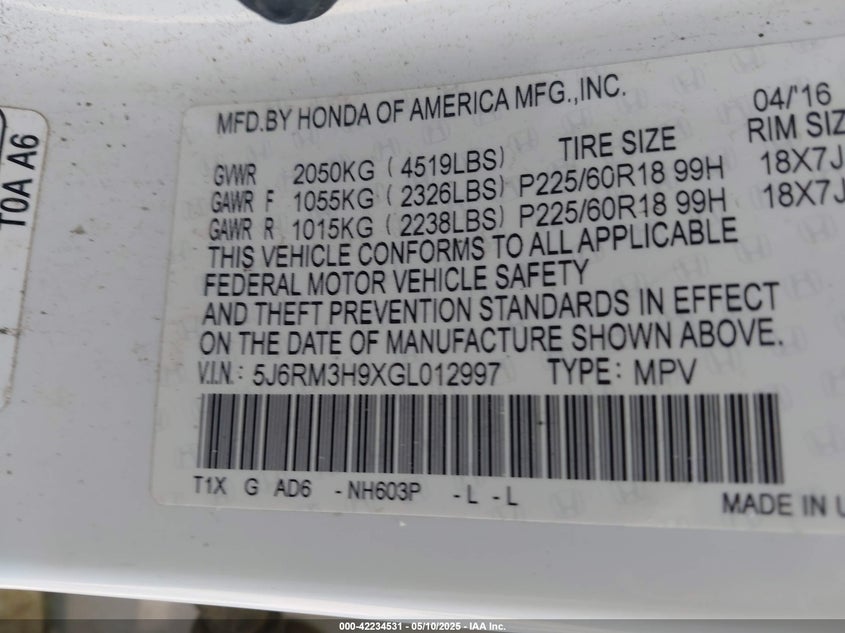 T0A A6
MFD.BY HONDA OF AMERICA MFG.,INC. 04/'16
TIRE SIZE RIM SIZ
GVWR 2050KG (4519LBS)
GAWR F 1055KG (2326LBS) P225/60R18 99H 18X7J
GAWR R 1015KG (2238LBS) P225/60R18 99H 18X7J
THIS VEHICLE CONFORMS TO ALL APPLICABLE
FEDERAL MOTOR VEHICLE SAFETY
AND THEFT PREVENTION STANDARDS IN EFFECT
ON THE DATE OF MANUFACTURE SHOWN ABOVE.
V.I.N.: 5J6RM3H9XGL012997 TYPE: MPV
T1X G AD6 -NH603P -L -L
MADE IN U
000-42234531 — 05/10/2025 — IAA Inc.